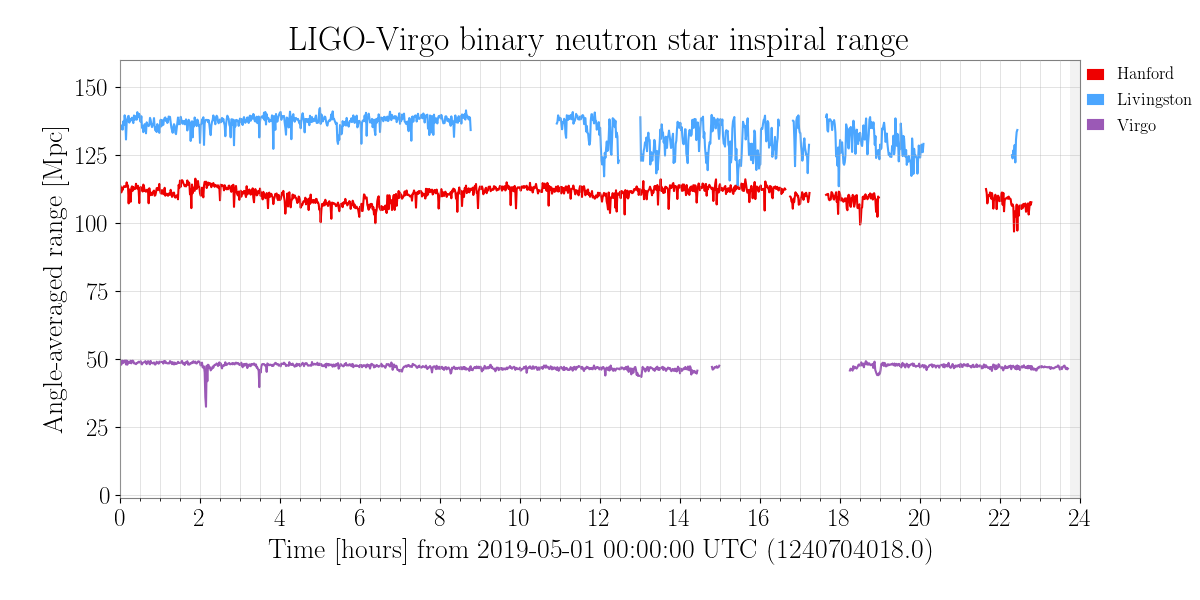 LIGO-Virgo binary neutron star inspiral range
Angle-averaged range [Mpc]
150
125
100
75
50
25
0
0 2 4 6 8 10 12 14 16 18 20 22 24
Time [hours] from 2019-05-01 00:00:00 UTC (1240704018.0)
Hanford
Livingston
Virgo